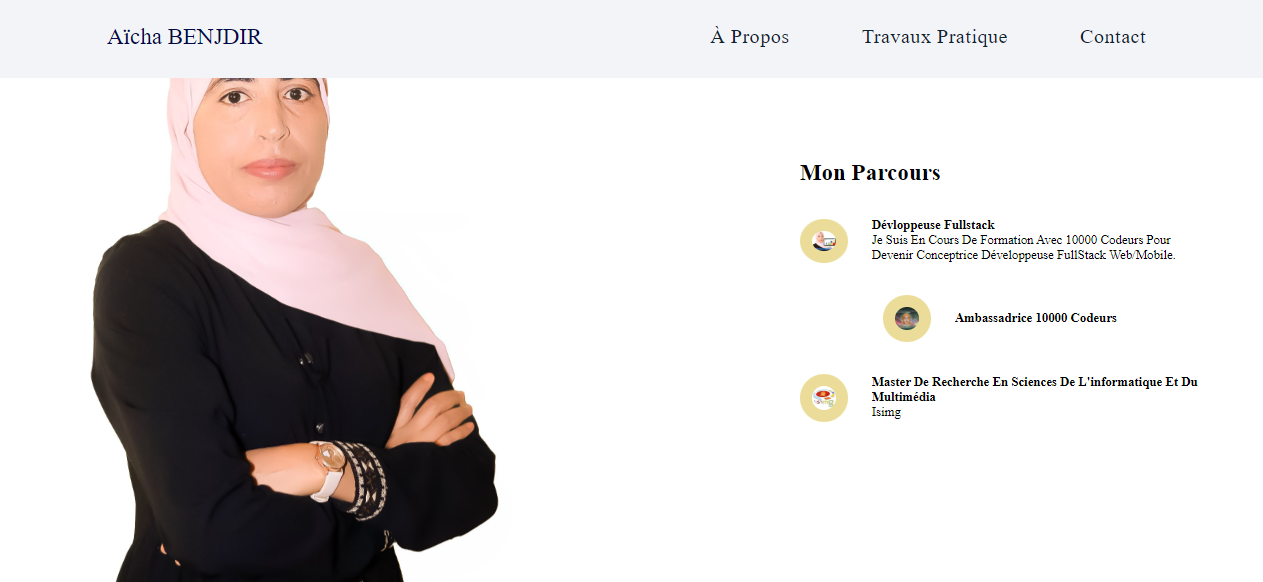 Aïcha BENJDIR
À Propos
Travaux Pratique
Contact
Mon Parcours
Dévloppeuse Fullstack
Je Suis En Cours De Formation Avec 10000 Codeurs Pour
Devenir Conceptrice Développeuse FullStack Web/Mobile.
Ambassadrice 10000 Codeurs
Master De Recherche En Sciences De L'informatique Et Du
Multimédia
Isimg